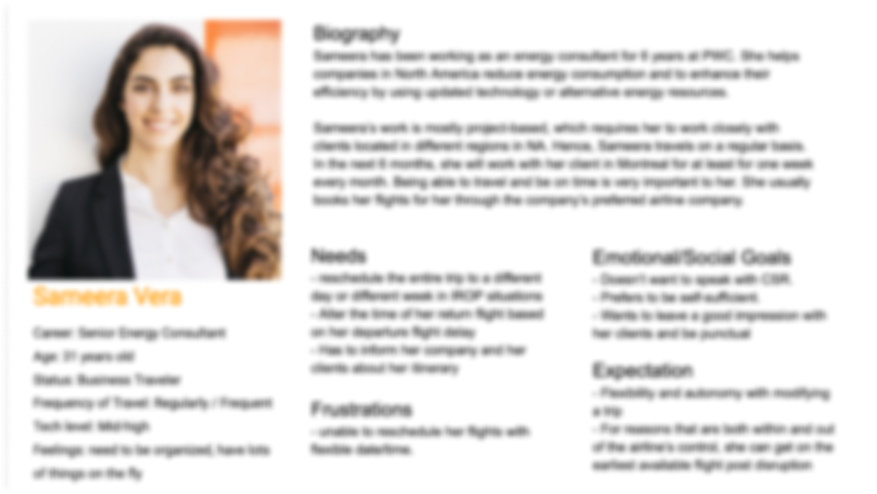 Biography
Sameera has been working as an energy consultant for 6 years at PWC. She helps
companies in North America reduce energy consumption and to enhance their
efficiency by using updated technology or alternative energy resources.
Sameera's work is mostly project-based, which requires her to work closely with
clients located in different regions in NA. Hence, Sameera travels on a regular basis.
In the next 6 months, she will work with her client in Montreal for at least for one week
every month. Being able to travel and be on time is very important to her. She usually
books her flights for her through the company's preferred airline company.
Sameera Vera
Career: Senior Energy Consultant
Age: 31 years old
Status: Business Traveler
Frequency of Travel: Regularly / Frequent
Tech level: Mid-high
Feelings: need to be organized, have lots
of things on the fly
Needs
- reschedule the entire trip to a different
day or different week in IROP situations
- Alter the time of her return flight based
on her departure flight delay
- Has to inform her company and her
clients about her itinerary
Frustrations
- unable to reschedule her flights with
flexible date/time.
Emotional/Social Goals
- Doesn't want to speak with CSR.
- Prefers to be self-sufficient.
- Wants to leave a good impression with
her clients and be punctual
Expectation
- Flexibility and autonomy with modifying
a trip
- For reasons that are both within and out
of the airline's control, she can get on the
earliest available flight post disruption